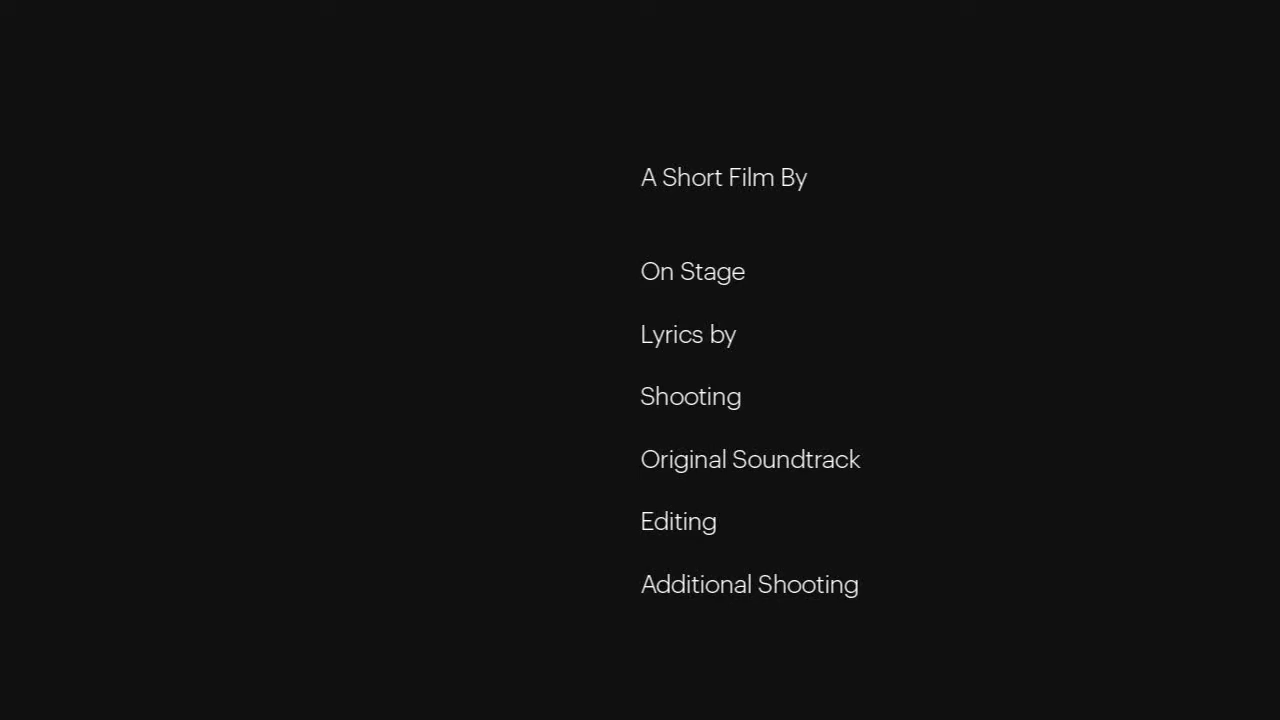 A Short Film By
On Stage
Lyrics by
Shooting
Original Soundtrack
Editing
Additional Shooting